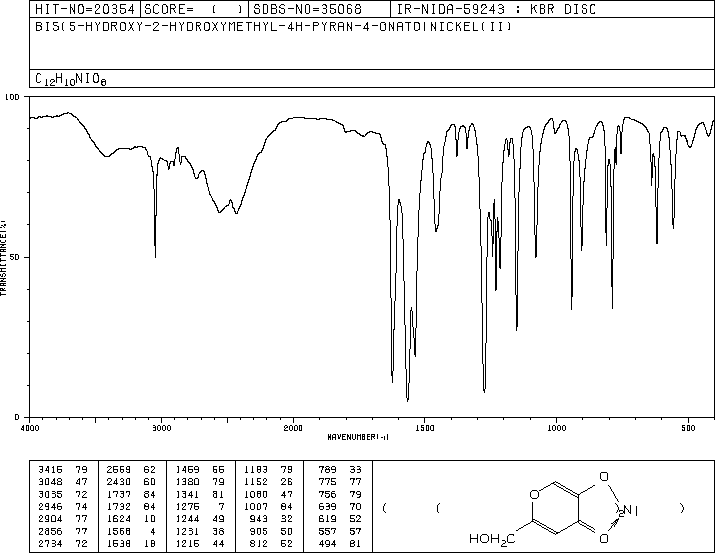 HIT-NO=20354 SCORE= ( ) SDBS-NO=35068 IR-NIDA-59243 : KBR DISC
BIS(5-HYDROXY-2-HYDROXYMETHYL-4H-PYRAN-4-ONATO)NICKEL(II)
C12H10NIO8
100
TRANSMITTANCE(%)
50
0
4000 3000 2000 1500 1000 500
WAVENUMBER(-1)
3415 79 2569 62 1459 55 1183 79 789 33
3048 47 2430 60 1380 79 1152 26 775 77
3035 72 1737 84 1341 81 1080 47 756 79
2946 74 1732 84 1275 7 1007 84 639 70
2904 77 1624 10 1244 49 943 32 619 52
2856 77 1568 4 1231 38 905 50 557 57
2734 72 1538 18 1215 44 812 52 494 81
( ( O O 2 Ni )
HOH2C O